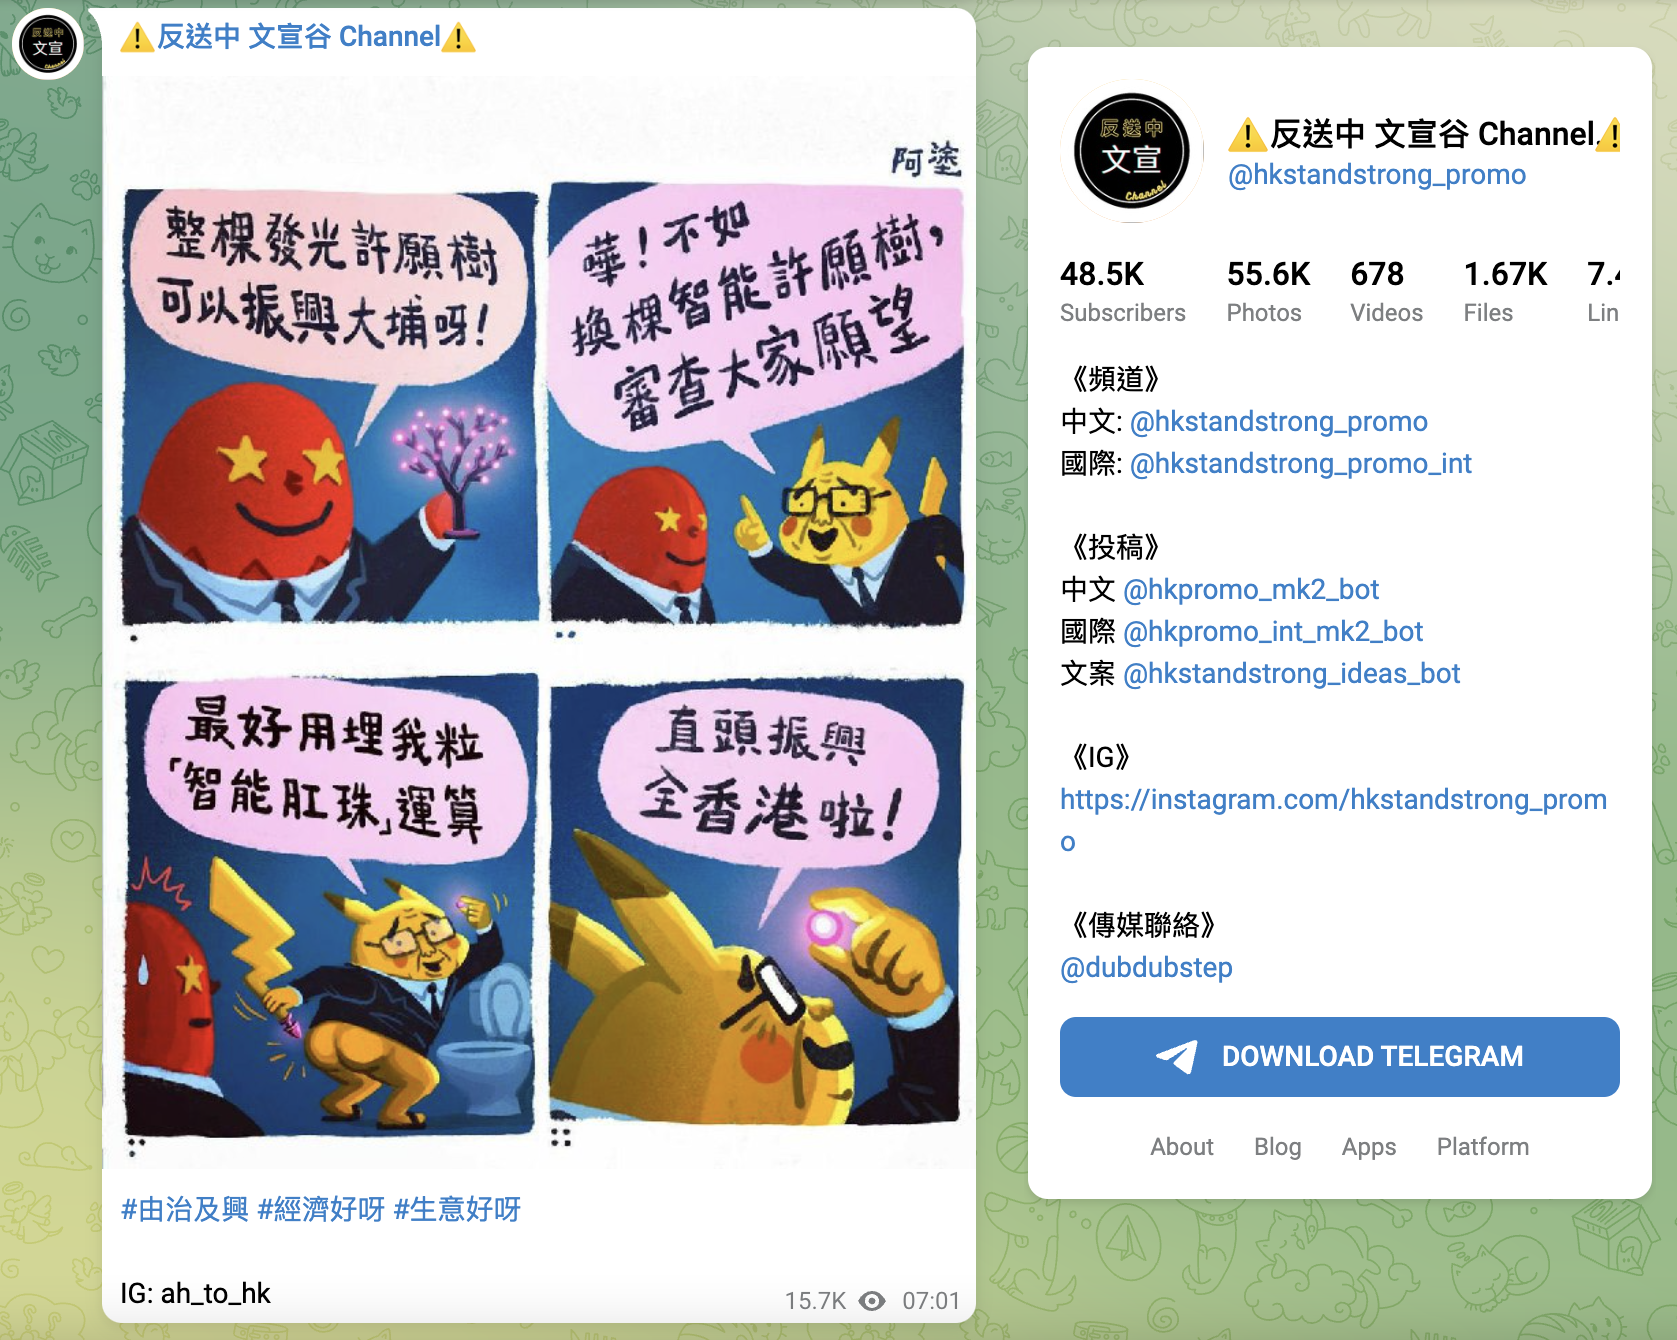 反送中
文宣
Channel
⚠️反送中 文宣谷 Channel⚠️
阿塗
整棵發光許願樹
可以振興大埔呀!
嘩!不如
換棵智能許願樹,
審查大家願望
最好用埋我粒
「智能肛珠」運算
直頭振興
全香港啦!
#由治及興 #經濟好呀 #生意好呀
IG: ah_to_hk
15.7K 07:01
反送中
文宣
Channel
⚠️反送中 文宣谷 Channel⚠️
@hkstandstrong_promo
48.5K 55.6K 678 1.67K
Subscribers Photos Videos Files Lin
《頻道》
中文: @hkstandstrong_promo
國際: @hkstandstrong_promo_int
《投稿》
中文 @hkpromo_mk2_bot
國際 @hkpromo_int_mk2_bot
文案 @hkstandstrong_ideas_bot
《IG》
https://instagram.com/hkstandstrong_prom
o
《傳媒聯絡》
@dubdubstep
DOWNLOAD TELEGRAM
About Blog Apps Platform